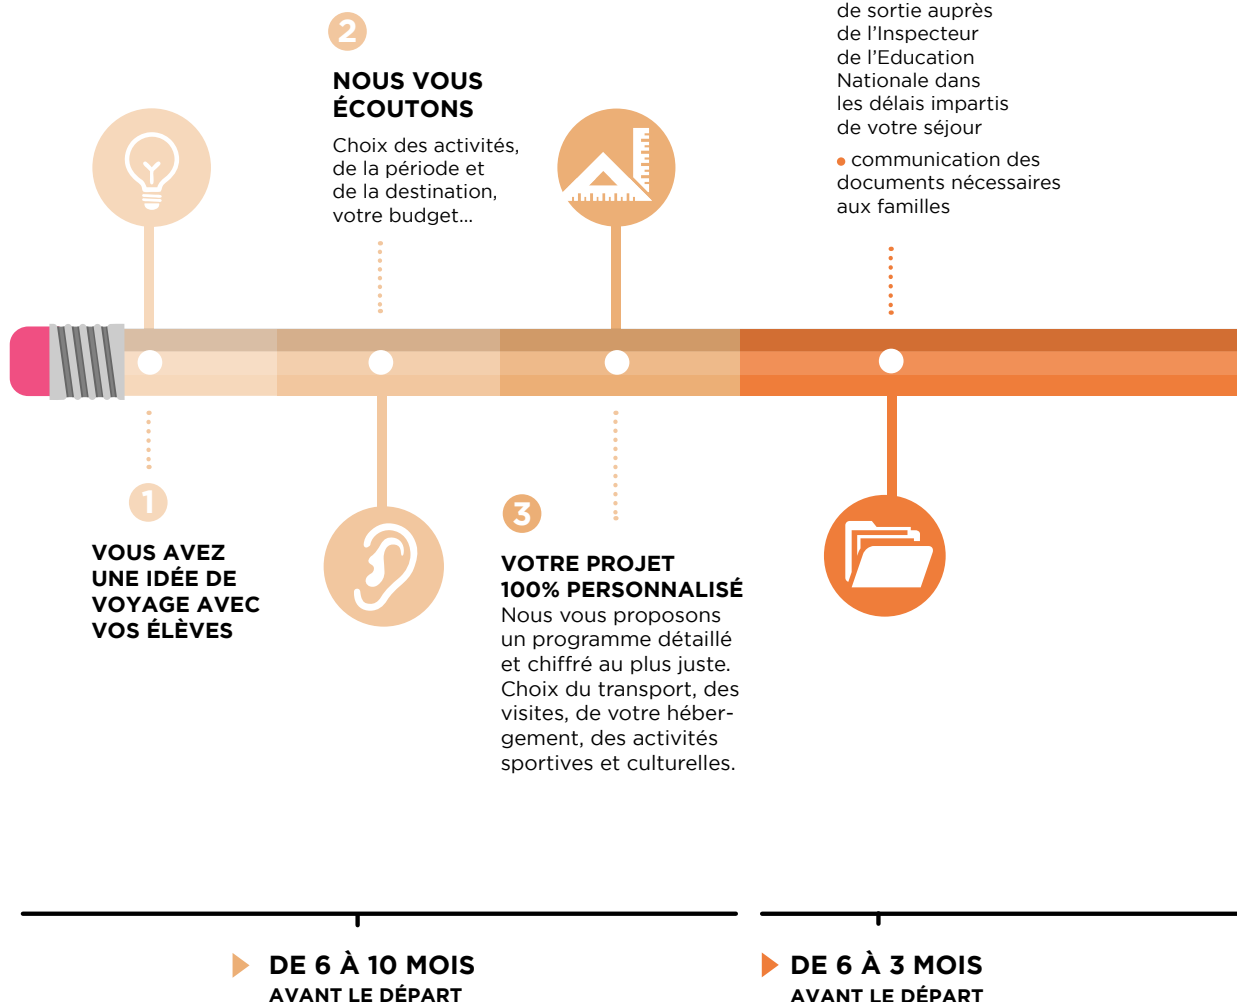 1
VOUS AVEZ
UNE IDÉE DE
VOYAGE AVEC
VOS ÉLÈVES
2
NOUS VOUS
ÉCOUTONS
Choix des activités,
de la période et
de la destination,
votre budget...
3
VOTRE PROJET
100% PERSONNALISÉ
Nous vous proposons
un programme détaillé
et chiffré au plus juste.
Choix du transport, des
visites, de votre héber-
gement, des activités
sportives et culturelles.
de sortie auprès
de l’Inspecteur
de l’Education
Nationale dans
les délais impartis
de votre séjour
• communication des
documents nécessaires
aux familles
DE 6 À 10 MOIS
AVANT LE DÉPART
DE 6 À 3 MOIS
AVANT LE DÉPART